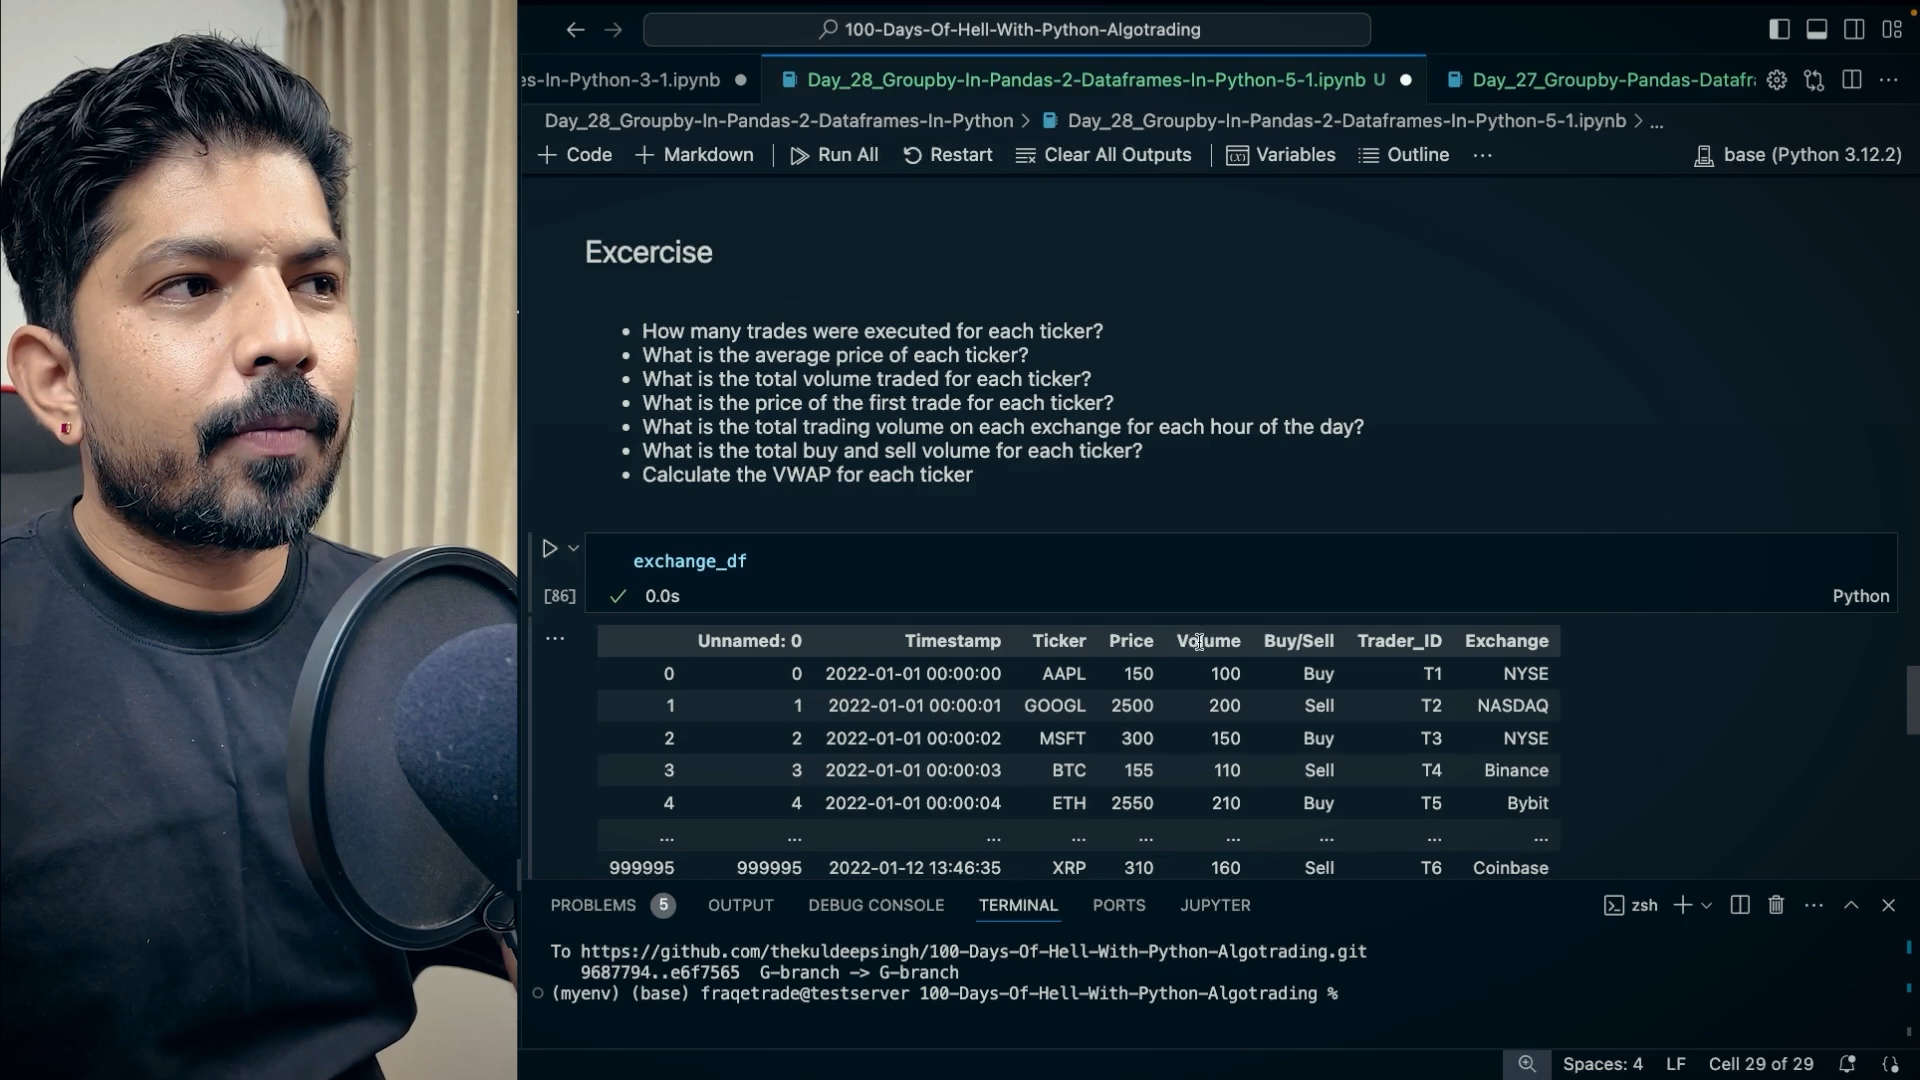 100-Days-Of-Hell-With-Python-Algotrading
es-In-Python-3-1.ipynb
Day_28_Groupby-In-Pandas-2-Dataframes-In-Python-5-1.ipynb U
Day_27_Groupby-Pandas-Datafra
Day_28_Groupby-In-Pandas-2-Dataframes-In-Python > Day_28_Groupby-In-Pandas-2-Dataframes-In-Python-5-1.ipynb > ...
+ Code + Markdown Run All Restart Clear All Outputs Variables Outline ... base (Python 3.12.2)
Excercise
• How many trades were executed for each ticker?
• What is the average price of each ticker?
• What is the total volume traded for each ticker?
• What is the price of the first trade for each ticker?
• What is the total trading volume on each exchange for each hour of the day?
• What is the total buy and sell volume for each ticker?
• Calculate the VWAP for each ticker
exchange_df
[86] ✓ 0.0s Python
Unnamed: 0 Timestamp Ticker Price Volume Buy/Sell Trader_ID Exchange
0 0 2022-01-01 00:00:00 AAPL 150 100 Buy T1 NYSE
1 1 2022-01-01 00:00:01 GOOGL 2500 200 Sell T2 NASDAQ
2 2 2022-01-01 00:00:02 MSFT 300 150 Buy T3 NYSE
3 3 2022-01-01 00:00:03 BTC 155 110 Sell T4 Binance
4 4 2022-01-01 00:00:04 ETH 2550 210 Buy T5 Bybit
... ... ... ... ... ... ... ... ...
999995 999995 2022-01-12 13:46:35 XRP 310 160 Sell T6 Coinbase
PROBLEMS 5 OUTPUT DEBUG CONSOLE TERMINAL PORTS JUPYTER zsh
To https://github.com/thekuldeepsingh/100-Days-Of-Hell-With-Python-Algotrading.git
9687794..e6f7565 G-branch -> G-branch
(myenv) (base) fraqetrade@testserver 100-Days-Of-Hell-With-Python-Algotrading %
Spaces: 4 LF Cell 29 of 29